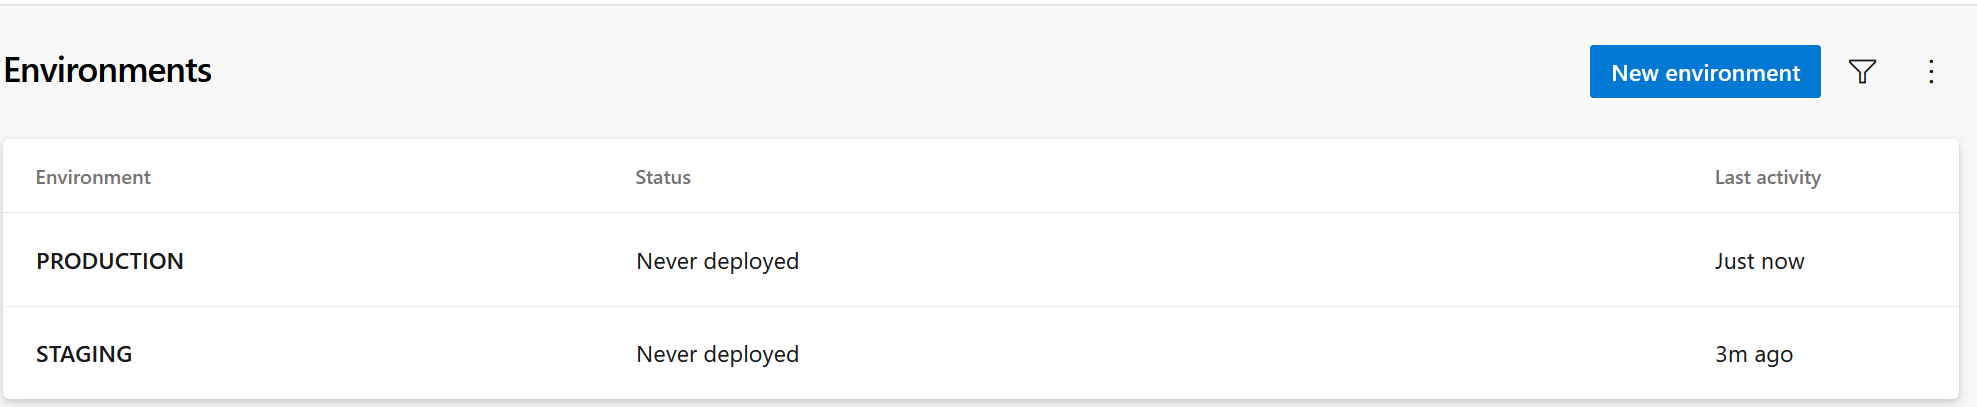 Environments
New environment
Environment Status Last activity
PRODUCTION Never deployed Just now
STAGING Never deployed 3m ago